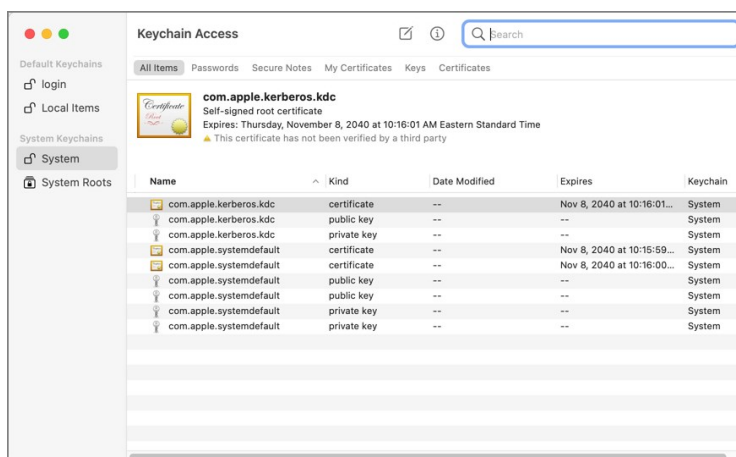 Keychain Access
Search
Default Keychains
login
Local Items
System Keychains
System
System Roots
All Items Passwords Secure Notes My Certificates Keys Certificates
Certificate
Root
com.apple.kerberos.kdc
Self-signed root certificate
Expires: Thursday, November 8, 2040 at 10:16:01 AM Eastern Standard Time
This certificate has not been verified by a third party
Name Kind Date Modified Expires Keychain
com.apple.kerberos.kdc certificate -- Nov 8, 2040 at 10:16:01... System
com.apple.kerberos.kdc public key -- -- System
com.apple.kerberos.kdc private key -- -- System
com.apple.systemdefault certificate -- Nov 8, 2040 at 10:15:59... System
com.apple.systemdefault certificate -- Nov 8, 2040 at 10:16:00... System
com.apple.systemdefault public key -- -- System
com.apple.systemdefault public key -- -- System
com.apple.systemdefault private key -- -- System
com.apple.systemdefault private key -- -- System